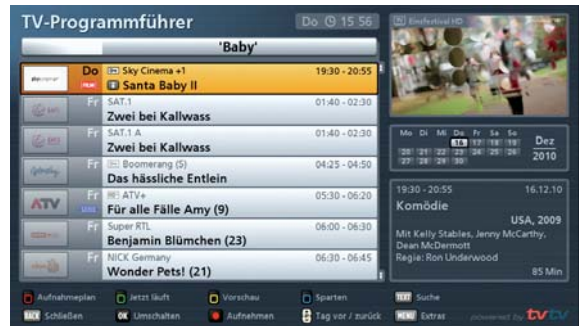 TV-Programmführer
Do 15 56
'Baby'
Do Sky Cinema +1 19:30 - 20:55
Santa Baby II
Fr SAT.1 01:40 - 02:30
Zwei bei Kallwass
Fr SAT.1 A 01:40 - 02:30
Zwei bei Kallwass
Fr Boomerang (S) 04:25 - 04:50
Das hässliche Entlein
ATV Fr ATV+ 05:30 - 06:20
Für alle Fälle Amy (9)
Fr Super RTL 06:00 - 06:30
Benjamin Blümchen (23)
Fr NICK Germany 06:30 - 06:45
Wonder Pets! (21)
TV Einsfestival HD
Mo Di Mi Do Fr Sa So
16 17 18 19
20 21 22 23 24 25 26
27 28 29 30
Dez
2010
19:30 - 20:55 16.12.10
Komödie
USA, 2009
Mit Kelly Stables, Jenny McCarthy,
Dean McDermott
Regie: Ron Underwood
85 Min
Aufnahmeplan Jetzt läuft Vorschau Sparten TEXT Suche
BACK Schließen OK Umschalten Aufnehmen Tag vor / zurück MENU Extras powered by tvtv